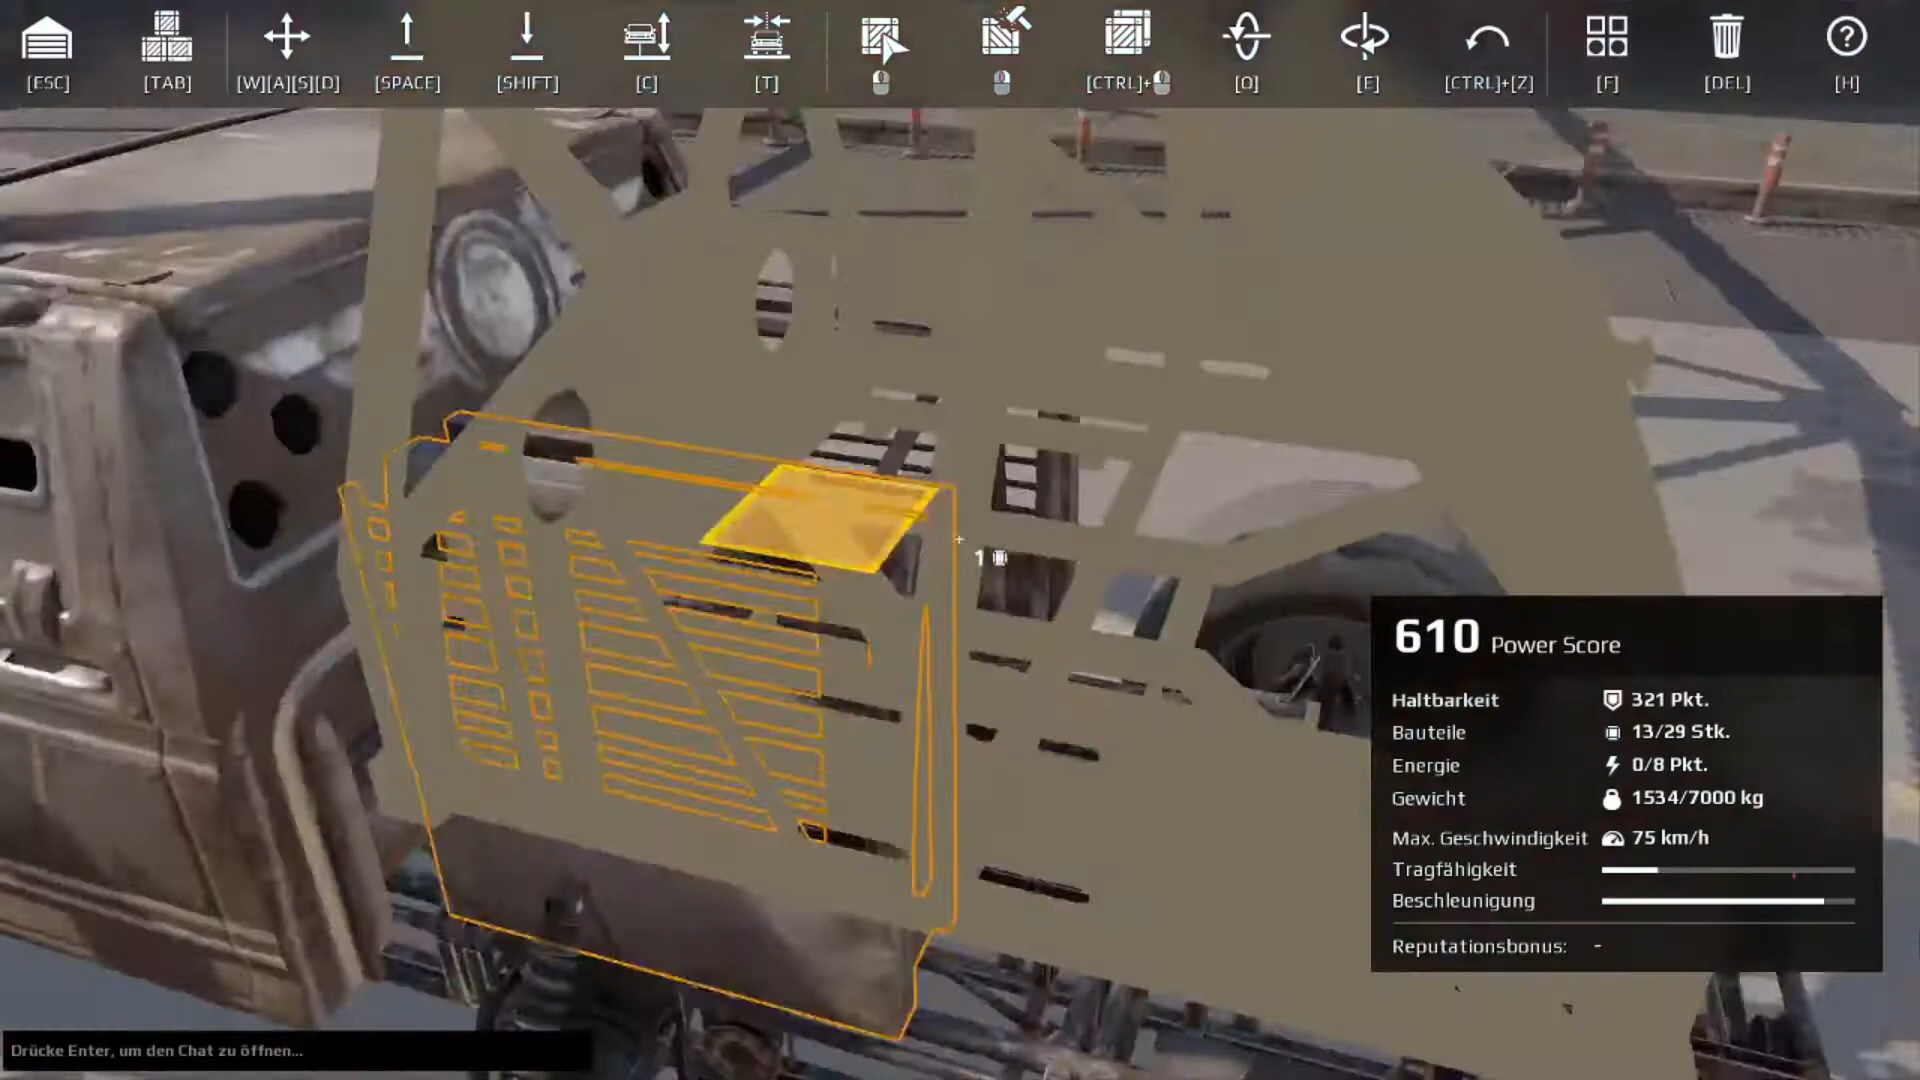 [ESC]
[TAB]
[W][A][S][D]
[SPACE]
[SHIFT]
[C]
[T]
[CTRL]+
[Q]
[E]
[CTRL]+[Z]
[F]
[DEL]
?
[H]
1
610 Power Score
Haltbarkeit 321 Pkt.
Bauteile 13/29 Stk.
Energie 0/8 Pkt.
Gewicht 1534/7000 kg
Max. Geschwindigkeit 75 km/h
Tragfähigkeit
Beschleunigung
Reputationsbonus: -
Drücke Enter, um den Chat zu öffnen...